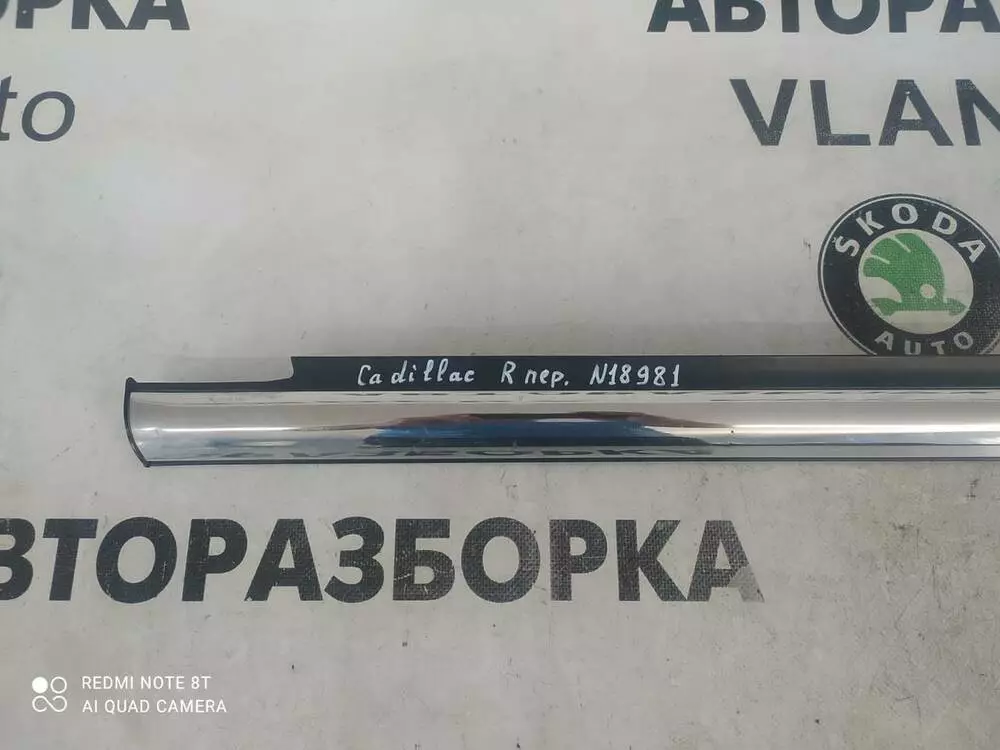 ОРКА
АВТОРА
to
VLAN
ŠKODA
AUTO
Cadillac R пер. N18981
ВТОРАЗБОРКА
REDMI NOTE 8T
AI QUAD CAMERA